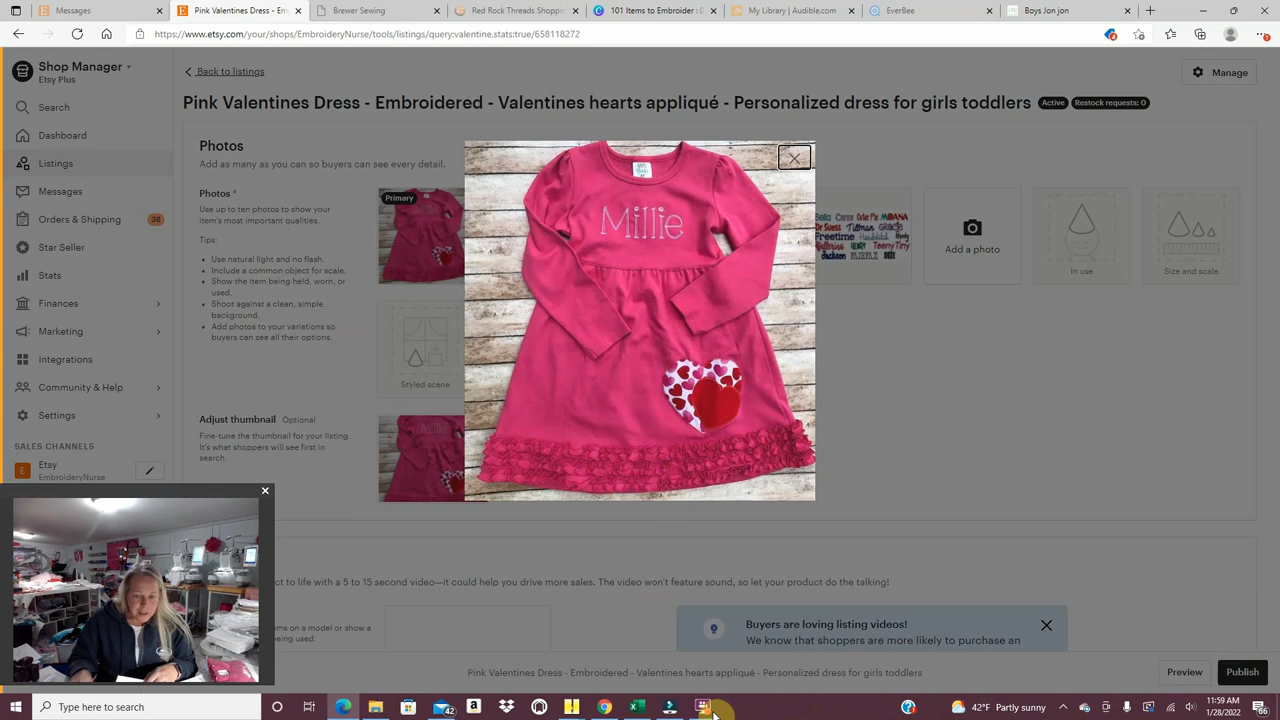 Messages
Pink Valentines Dress - Em
Brewer Sewing
Red Rock Threads Shoppin
101 Items to Embroider : 0
My Library | Audible.com
EverBee
Boys Jon jon
https://www.etsy.com/your/shops/EmbroideryNurse/tools/listings/query:valentine,stats:true/658118272
Shop Manager
Etsy Plus
Search
Dashboard
Listings
Messages
Orders & Shipping
38
Star Seller
Stats
Finances
Marketing
Integrations
Community & Help
Settings
SALES CHANNELS
Etsy
EmbroideryNurse
Back to listings
Manage
Pink Valentines Dress - Embroidered - Valentines hearts appliqué - Personalized dress for girls toddlers
Active
Restock requests: 0
Photos
Add as many as you can so buyers can see every detail.
Photos *
Use up to ten photos to show your
item's most important qualities.
Tips:
Use natural light and no flash.
Include a common object for scale.
Show the item being held, worn, or
used.
Shoot against a clean, simple
background.
Add photos to your variations so
buyers can see all their options.
Primary
Millie
Add a photo
In use
Size and scale
Styled scene
Adjust thumbnail Optional
Fine-tune the thumbnail for your listing.
It's what shoppers will see first in
search.
ct to life with a 5 to 15 second video—it could help you drive more sales. The video won't feature sound, so let your product do the talking!
ms on a model or show a
being used.
Buyers are loving listing videos!
We know that shoppers are more likely to purchase an
Pink Valentines Dress - Embroidered - Valentines hearts appliqué - Personalized dress for girls toddlers
Preview
Publish
Type here to search
42
42°F Partly sunny
11:59 AM
1/28/2022
66